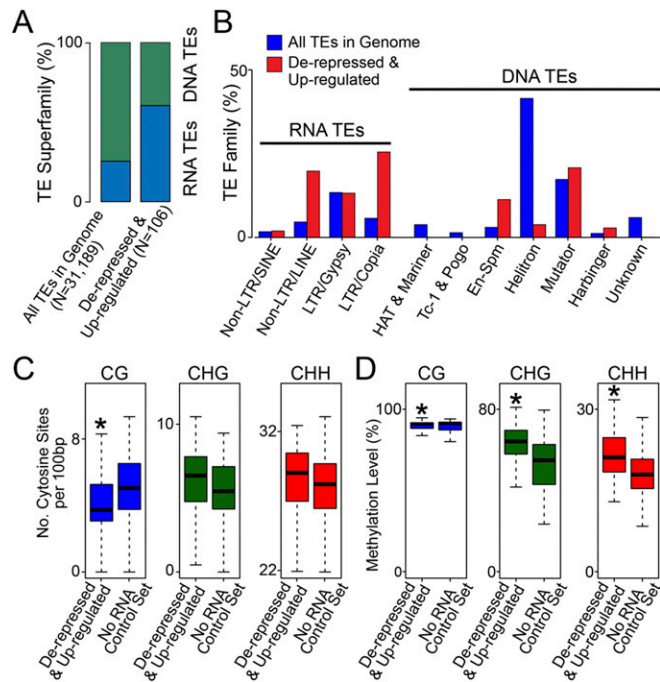 A
100
0
TE Superfamily (%)
DNA TEs
RNA TEs
All TEs in Genome
(N=31,189)
De-repressed &
Up-regulated (N=106)
B
All TEs in Genome
De-repressed &
Up-regulated
DNA TEs
RNA TEs
50
0
TE Family (%)
Non-LTR/SINE
Non-LTR/LINE
LTR/Gypsy
LTR/Copia
HAT & Mariner
Tc-1 & Pogo
En-Spm
Helitron
Mutator
Harbinger
Unknown
C
CG
CHG
CHH
No. Cytosine Sites
per 100bp
8
0
*
10
0
32
22
De-repressed
& Up-regulated
No RNA
Control Set
De-repressed
& Up-regulated
No RNA
Control Set
De-repressed
& Up-regulated
No RNA
Control Set
D
CG
CHG
CHH
Methylation Level (%)
100
0
*
80
0
*
30
0
*
De-repressed
& Up-regulated
No RNA
Control Set
De-repressed
& Up-regulated
No RNA
Control Set
De-repressed
& Up-regulated
No RNA
Control Set